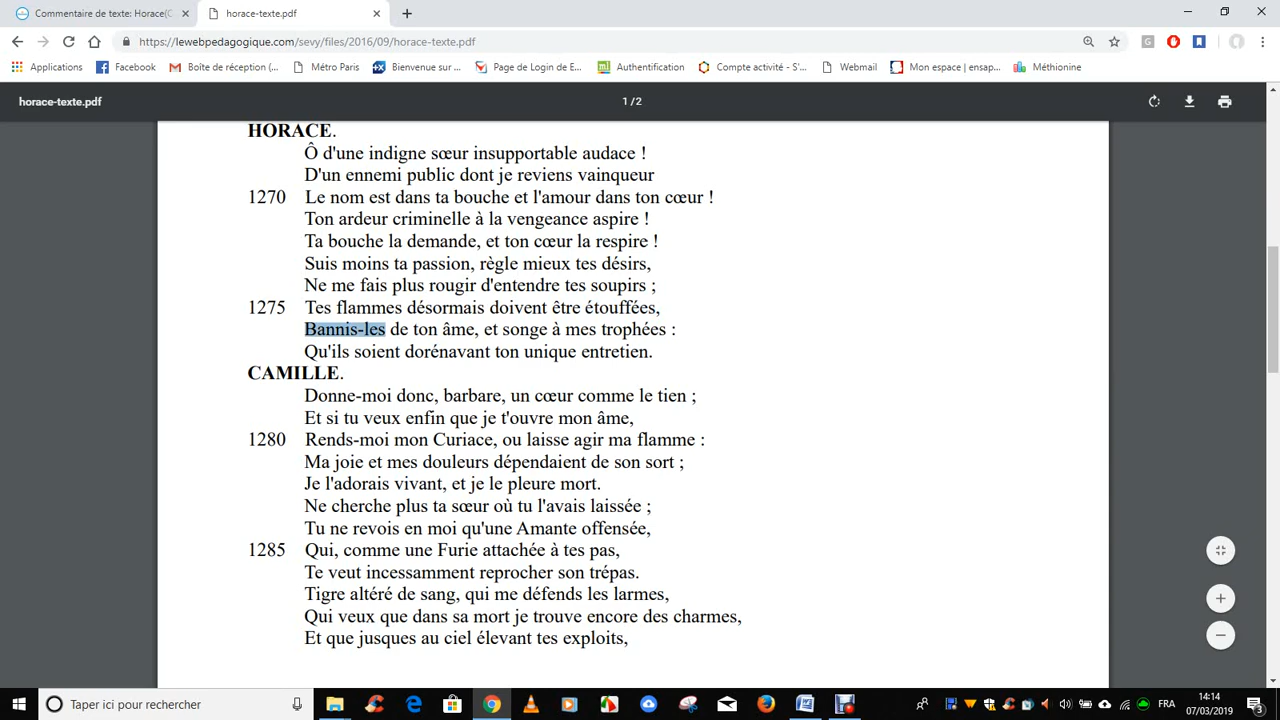 Commentaire de texte: Horace(C
horace-texte.pdf
https://lewebpedagogique.com/sevy/files/2016/09/horace-texte.pdf
Applications
Facebook
Boîte de réception (...
Métro Paris
Bienvenue sur ...
Page de Login de E...
Authentification
Compte activité - S'...
Webmail
Mon espace | ensap...
Méthionine
horace-texte.pdf
1 / 2
HORACE.
Ô d'une indigne sœur insupportable audace !
D'un ennemi public dont je reviens vainqueur
1270 Le nom est dans ta bouche et l'amour dans ton cœur !
Ton ardeur criminelle à la vengeance aspire !
Ta bouche la demande, et ton cœur la respire !
Suis moins ta passion, règle mieux tes désirs,
Ne me fais plus rougir d'entendre tes soupirs ;
1275 Tes flammes désormais doivent être étouffées,
Bannis-les de ton âme, et songe à mes trophées :
Qu'ils soient dorénavant ton unique entretien.
CAMILLE.
Donne-moi donc, barbare, un cœur comme le tien ;
Et si tu veux enfin que je t'ouvre mon âme,
1280 Rends-moi mon Curiace, ou laisse agir ma flamme :
Ma joie et mes douleurs dépendaient de son sort ;
Je l'adorais vivant, et je le pleure mort.
Ne cherche plus ta sœur où tu l'avais laissée ;
Tu ne revois en moi qu'une Amante offensée,
1285 Qui, comme une Furie attachée à tes pas,
Te veut incessamment reprocher son trépas.
Tigre altéré de sang, qui me défends les larmes,
Qui veux que dans sa mort je trouve encore des charmes,
Et que jusques au ciel élevant tes exploits,
Taper ici pour rechercher
FRA
14:14
07/03/2019
3